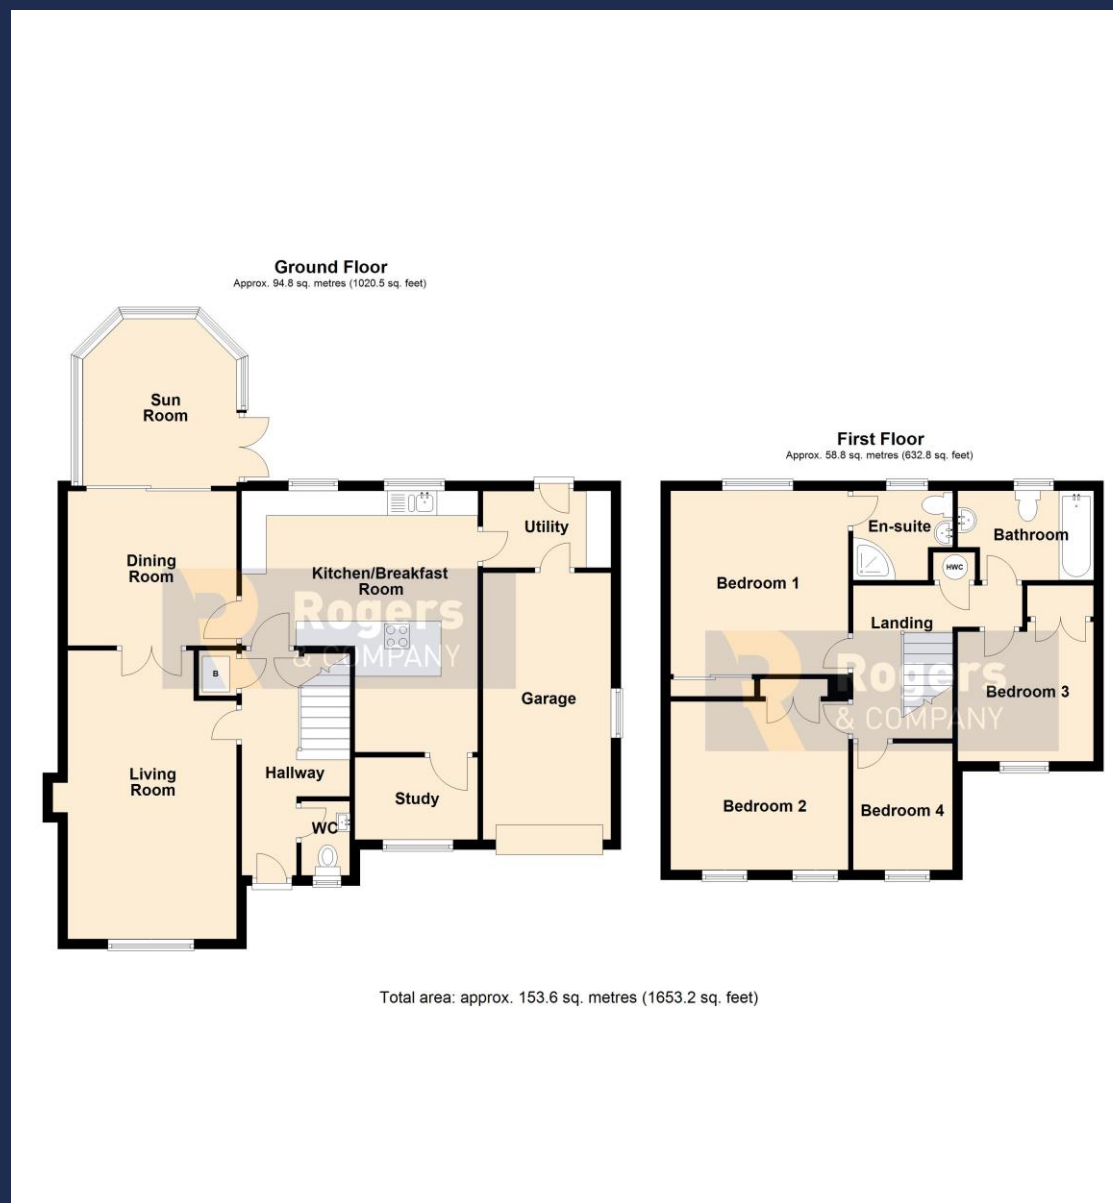 Ground Floor
Approx. 94.8 sq. metres (1020.5 sq. feet)
Sun
Room
Dining
Room
Kitchen/Breakfast
Room
Utility
Rogers
& COMPANY
B
Garage
Living
Room
Hallway
Study
WC
First Floor
Approx. 58.8 sq. metres (632.8 sq. feet)
En-suite
Bathroom
HWC
Bedroom 1
Landing
Bedroom 3
Rogers
& COMPANY
Bedroom 2
Bedroom 4
Total area: approx. 153.6 sq. metres (1653.2 sq. feet)